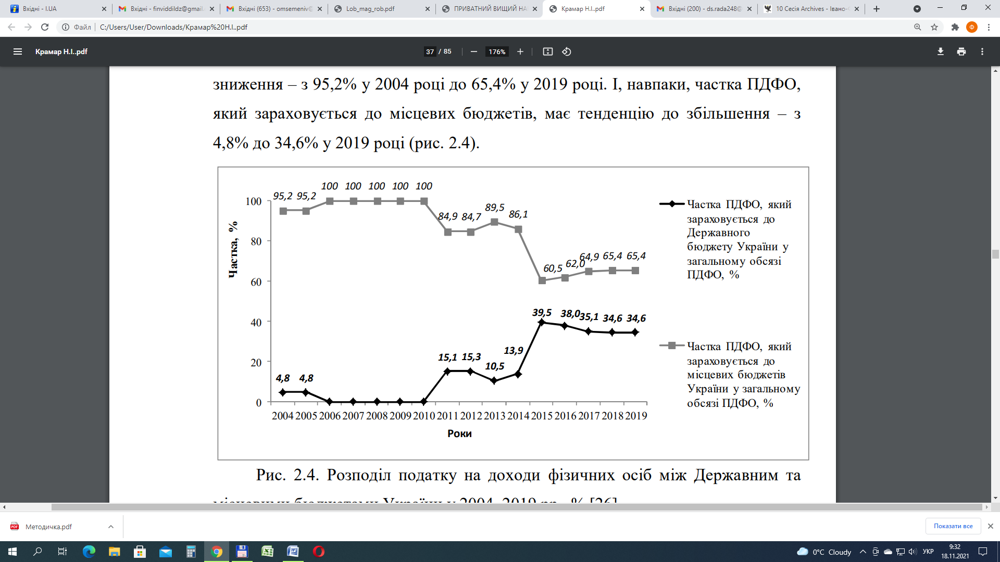 Вхідні - I.UA
Вхідні - finviddildz@gmail.
Вхідні (653) - omsemeniv@
Lob_mag_rob.pdf
ПРИВАТНИЙ ВИЩИЙ НА
Крамар Н.І..pdf
Вхідні (200) - ds.rada248@
10 Сесія Archives - Івано-
Файл
C:/Users/User/Downloads/Крамар%20Н.І..pdf
Ф
Крамар Н.І..pdf
37 / 85
176%
зниження – з 95,2% у 2004 році до 65,4% у 2019 році. І, навпаки, частка ПДФО,
який зараховується до місцевих бюджетів, має тенденцію до збільшення – з
4,8% до 34,6% у 2019 році (рис. 2.4).
95,2 95,2 100 100 100 100 100 84,9 84,7 89,5 86,1 60,5 62,0 64,9 65,4 65,4
4,8 4,8 15,1 15,3 10,5 13,9 39,5 38,0 35,1 34,6 34,6
100
80
60
40
20
0
Частка, %
2004 2005 2006 2007 2008 2009 2010 2011 2012 2013 2014 2015 2016 2017 2018 2019
Роки
Частка ПДФО, який
зараховується до
Державного
бюджету України у
загальному обсязі
ПДФО, %
Частка ПДФО, який
зараховується до
місцевих бюджетів
України у загальному
обсязі ПДФО, %
Рис. 2.4. Розподіл податку на доходи фізичних осіб між Державним та
місцевими бюджетами України у 2004–2019 рр., % [26]
PDF
Методичка.pdf
Показати все
0°C Cloudy
УКР
9:32
18.11.2021